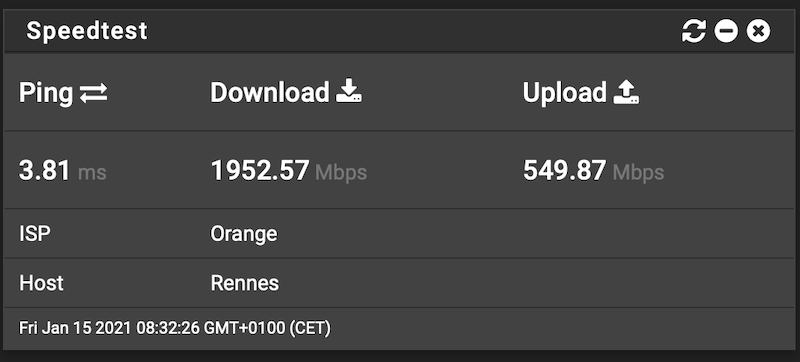 Speedtest
Ping Download Upload
3.81 ms 1952.57 Mbps 549.87 Mbps
ISP Orange
Host Rennes
Fri Jan 15 2021 08:32:26 GMT+0100 (CET)